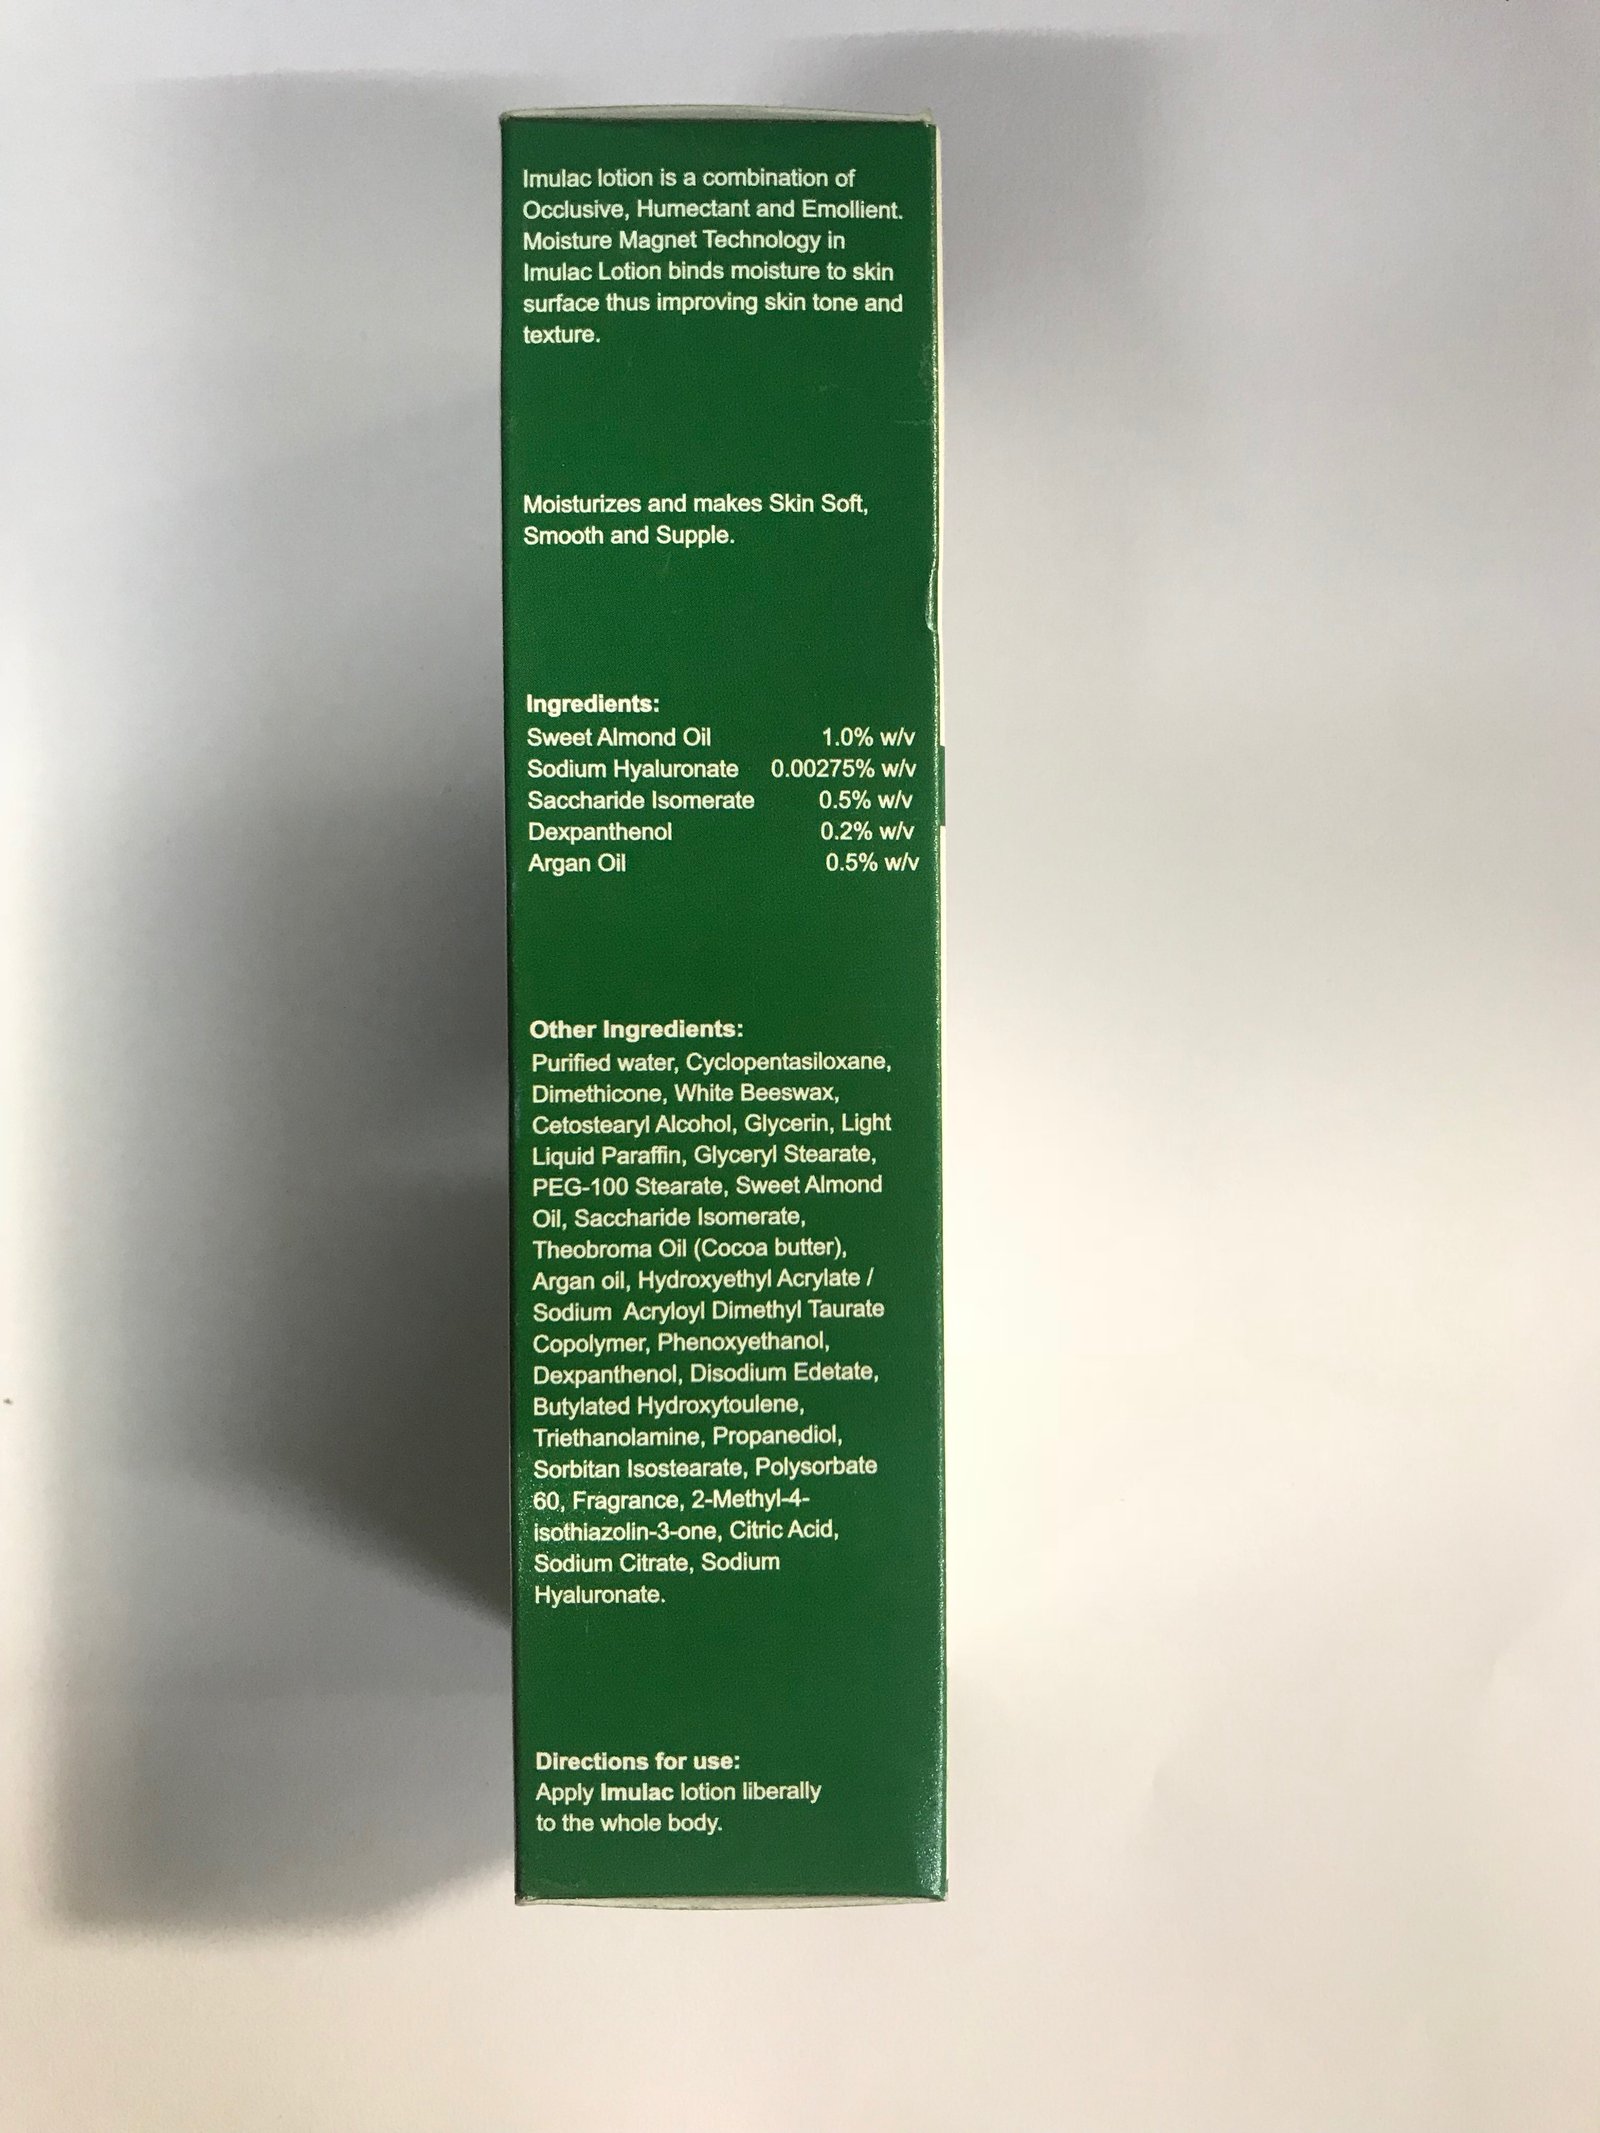 Imulac lotion is a combination of
Occlusive, Humectant and Emollient.
Moisture Magnet Technology in
Imulac Lotion binds moisture to skin
surface thus improving skin tone and
texture.
Moisturizes and makes Skin Soft,
Smooth and Supple.
Ingredients:
Sweet Almond Oil 1.0% w/v
Sodium Hyaluronate 0.00275% w/v
Saccharide Isomerate 0.5% w/v
Dexpanthenol 0.2% w/v
Argan Oil 0.5% w/v
Other Ingredients:
Purified water, Cyclopentasiloxane,
Dimethicone, White Beeswax,
Cetostearyl Alcohol, Glycerin, Light
Liquid Paraffin, Glyceryl Stearate,
PEG-100 Stearate, Sweet Almond
Oil, Saccharide Isomerate,
Theobroma Oil (Cocoa butter),
Argan oil, Hydroxyethyl Acrylate /
Sodium Acryloyl Dimethyl Taurate
Copolymer, Phenoxyethanol,
Dexpanthenol, Disodium Edetate,
Butylated Hydroxytoulene,
Triethanolamine, Propanediol,
Sorbitan Isostearate, Polysorbate
60, Fragrance, 2-Methyl-4-
isothiazolin-3-one, Citric Acid,
Sodium Citrate, Sodium
Hyaluronate.
Directions for use:
Apply Imulac lotion liberally
to the whole body.